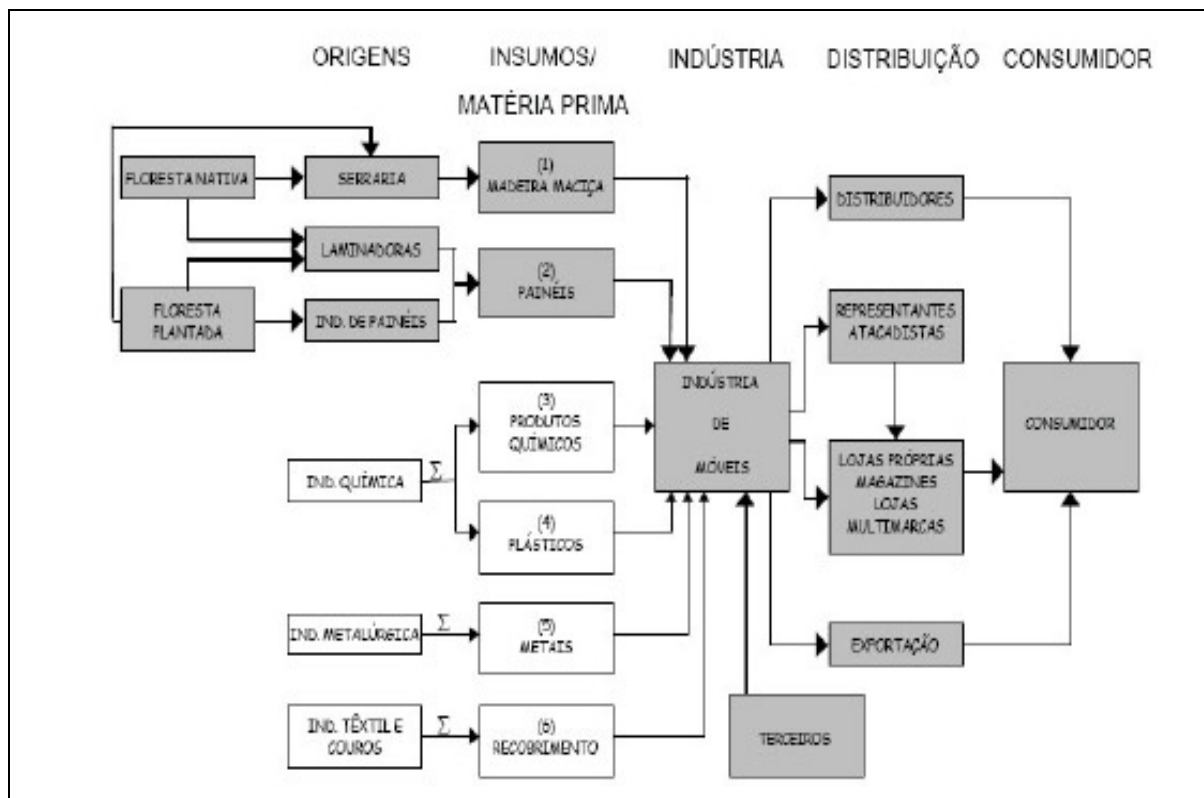 ORIGENS
INSUMOS/
MATÉRIA PRIMA
INDÚSTRIA
DISTRIBUIÇÃO
CONSUMIDOR
FLORESTA NATIVA
SERRARIA
(1)
MADEIRA MACIÇA
DISTRIBUIDORES
LAMINADORAS
(2)
PAINÉIS
FLORESTA
PLANTADA
IND. DE PAINÉIS
REPRESENTANTES
ATACADISTAS
INDÚSTRIA
DE
MÓVEIS
CONSUMIDOR
(3)
PRODUTOS
QUÍMICOS
IND. QUÍMICA
Σ
(4)
PLÁSTICOS
LOJAS PRÓPRIAS
MAGAZINES
LOJAS
MULTIMARCAS
IND. METALÚRGICA
Σ
(5)
METAIS
EXPORTAÇÃO
IND. TÊXTIL E
COUROS
Σ
(6)
RECOBRIMENTO
TERCEIROS